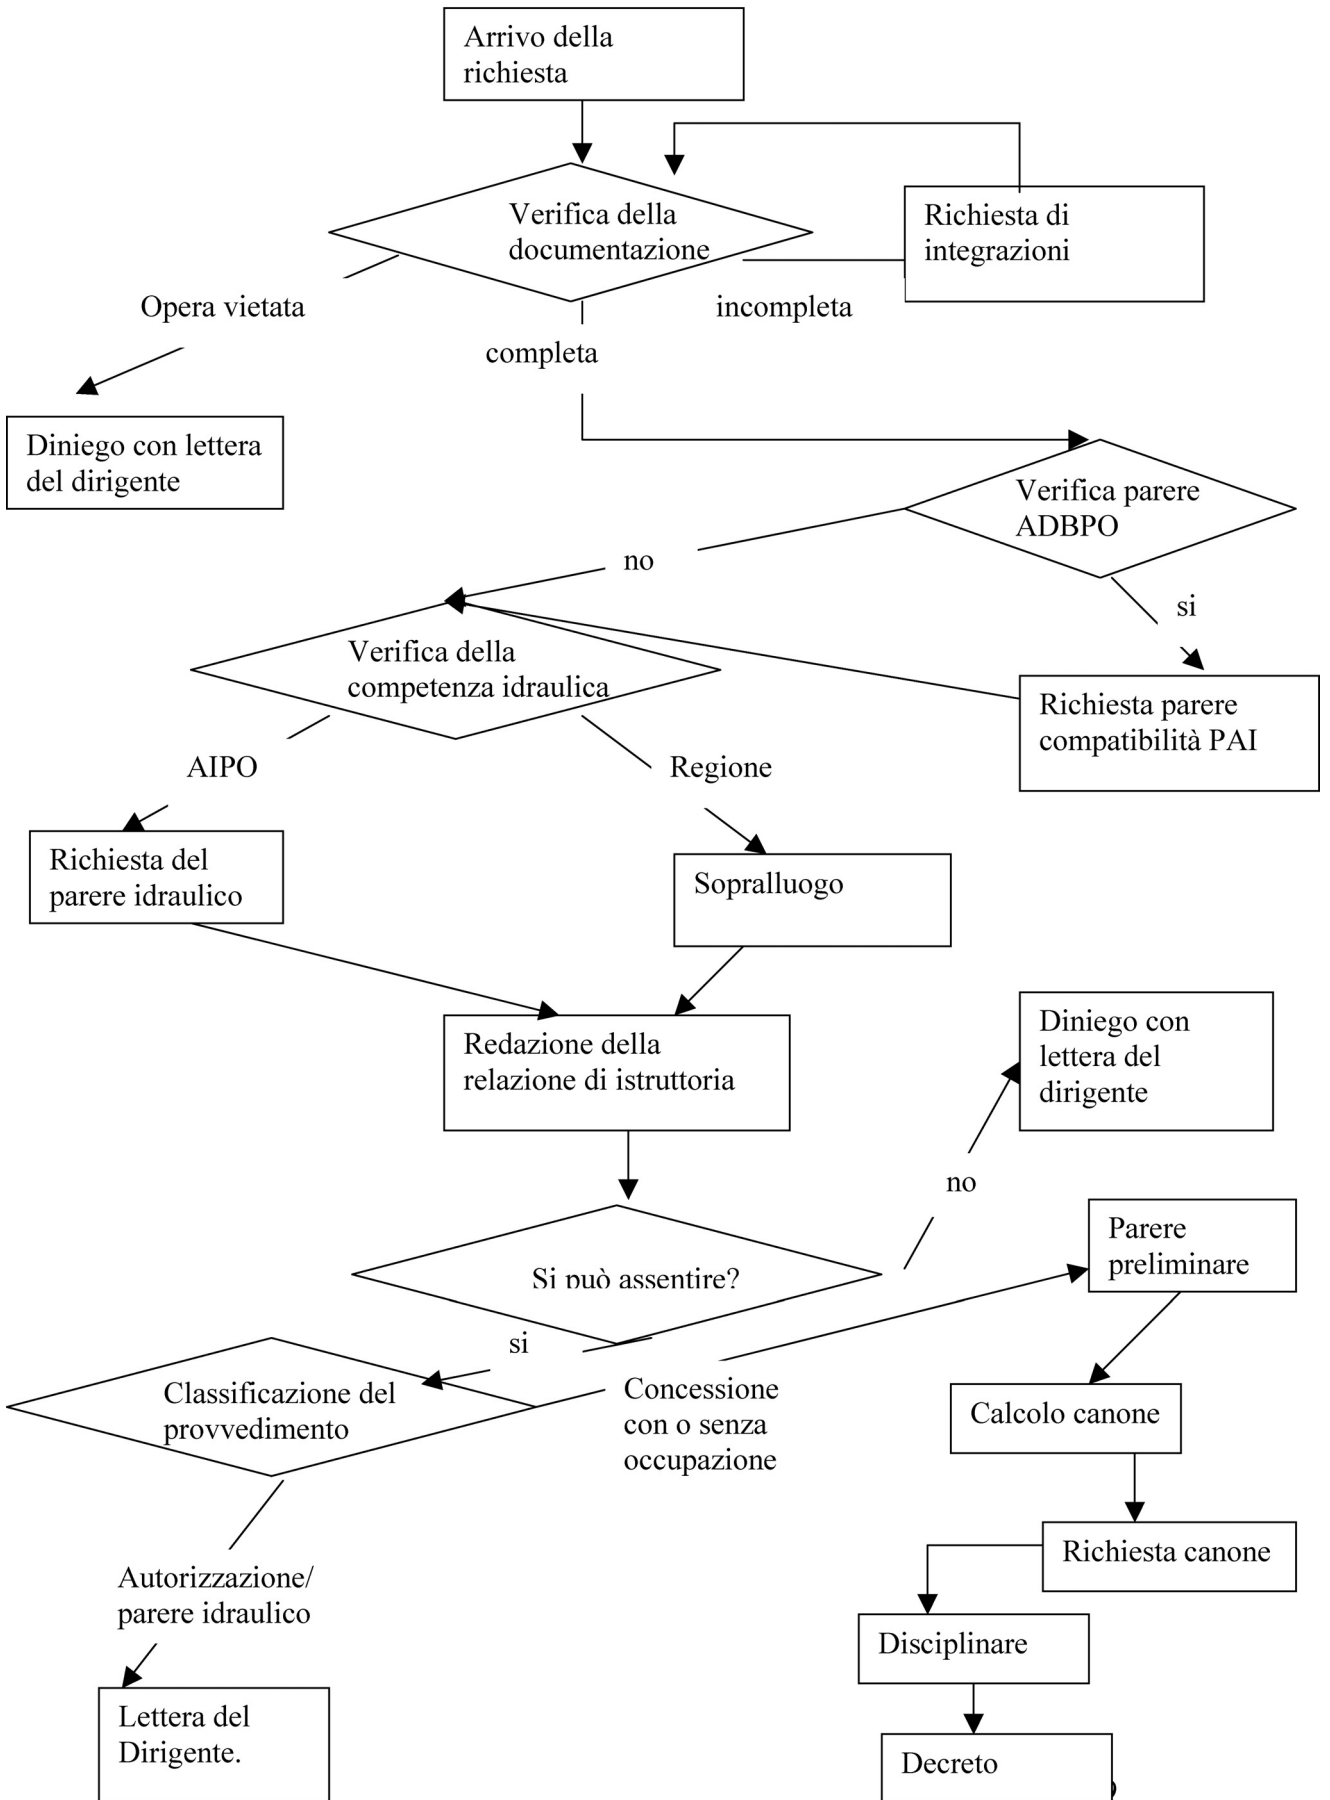 Arrivo della
richiesta
Verifica della
documentazione
Richiesta di
integrazioni
Opera vietata
incompleta
completa
Diniego con lettera
del dirigente
Verifica parere
ADBPO
no
si
Verifica della
competenza idraulica
Richiesta parere
compatibilità PAI
AIPO
Regione
Richiesta del
parere idraulico
Sopralluogo
Redazione della
relazione di istruttoria
Diniego con
lettera del
dirigente
no
Parere
preliminare
Si può assentire?
si
Classificazione del
provvedimento
Concessione
con o senza
occupazione
Calcolo canone
Richiesta canone
Autorizzazione/
parere idraulico
Disciplinare
Lettera del
Dirigente.
Decreto